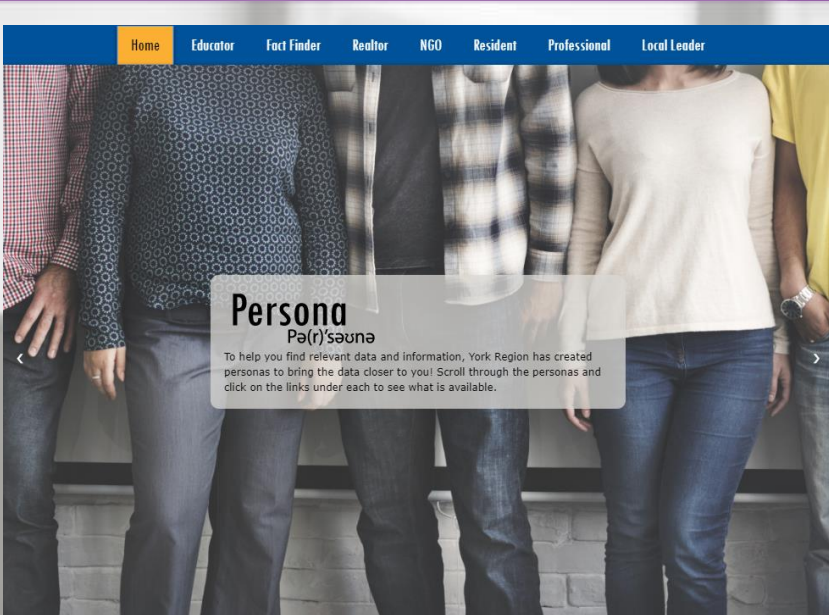 Home Educator Fact Finder Realtor NGO Resident Professional Local Leader
Persona
Pə(r)ˈsəʊnə
To help you find relevant data and information, York Region has created
personas to bring the data closer to you! Scroll through the personas and
click on the links under each to see what is available.